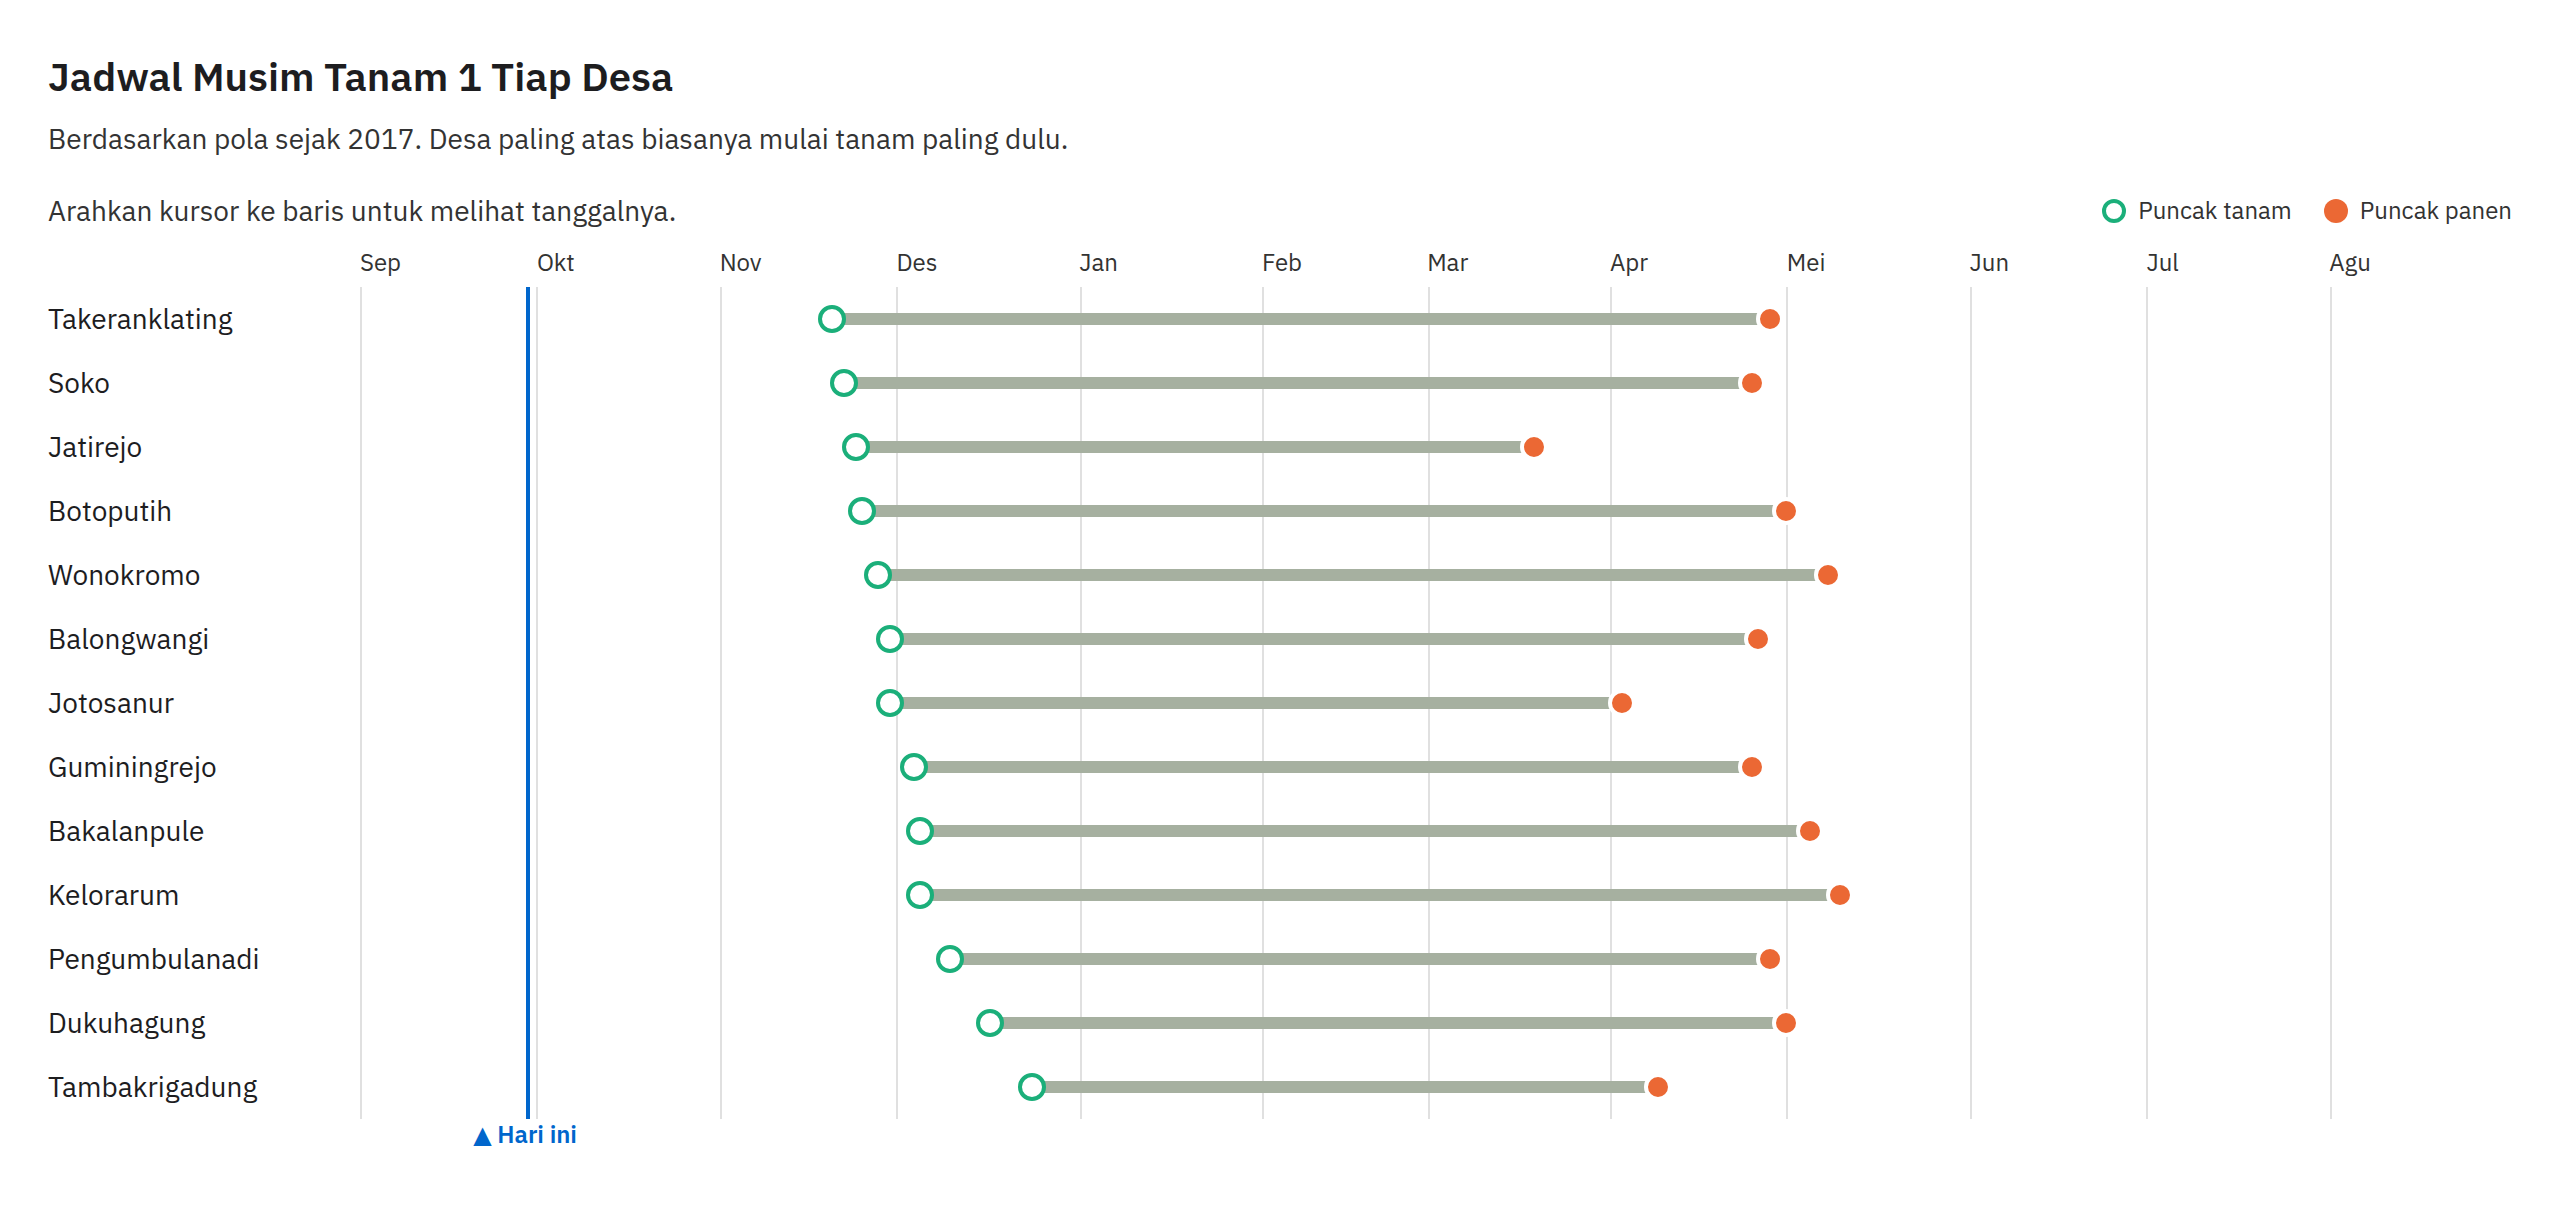 Jadwal Musim Tanam 1 Tiap Desa
Berdasarkan pola sejak 2017. Desa paling atas biasanya mulai tanam paling dulu.
Arahkan kursor ke baris untuk melihat tanggalnya.
Puncak tanam
Puncak panen
Sep
Okt
Nov
Des
Jan
Feb
Mar
Apr
Mei
Jun
Jul
Agu
Takeranklating
Soko
Jatirejo
Botoputih
Wonokromo
Balongwangi
Jotosanur
Guminingrejo
Bakalanpule
Kelorarum
Pengumbulanadi
Dukuhagung
Tambakrigadung
▲ Hari ini